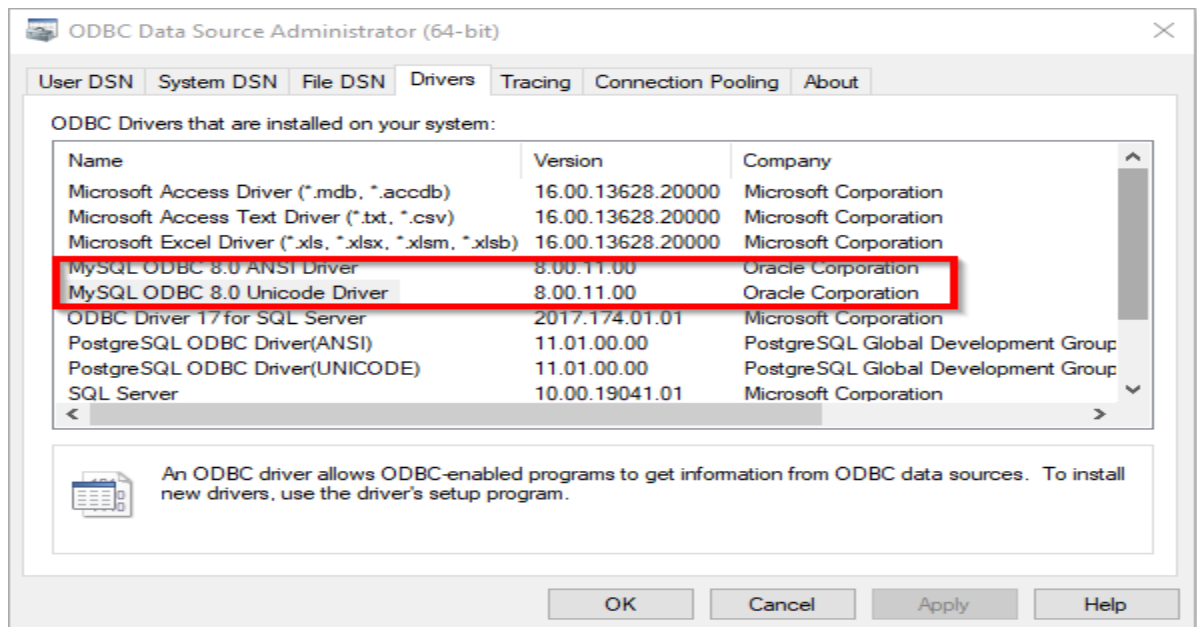 ODBC Data Source Administrator (64-bit)
User DSN System DSN File DSN Drivers Tracing Connection Pooling About
ODBC Drivers that are installed on your system:
Name Version Company
Microsoft Access Driver (*.mdb, *.accdb) 16.00.13628.20000 Microsoft Corporation
Microsoft Access Text Driver (*.txt, *.csv) 16.00.13628.20000 Microsoft Corporation
Microsoft Excel Driver (*.xls, *.xlsx, *.xlsm, *.xlsb) 16.00.13628.20000 Microsoft Corporation
MySQL ODBC 8.0 ANSI Driver 8.00.11.00 Oracle Corporation
MySQL ODBC 8.0 Unicode Driver 8.00.11.00 Oracle Corporation
ODBC Driver 17 for SQL Server 2017.174.01.01 Microsoft Corporation
PostgreSQL ODBC Driver(ANSI) 11.01.00.00 PostgreSQL Global Development Group
PostgreSQL ODBC Driver(UNICODE) 11.01.00.00 PostgreSQL Global Development Group
SQL Server 10.00.19041.01 Microsoft Corporation
An ODBC driver allows ODBC-enabled programs to get information from ODBC data sources. To install
new drivers, use the driver's setup program.
OK Cancel Apply Help